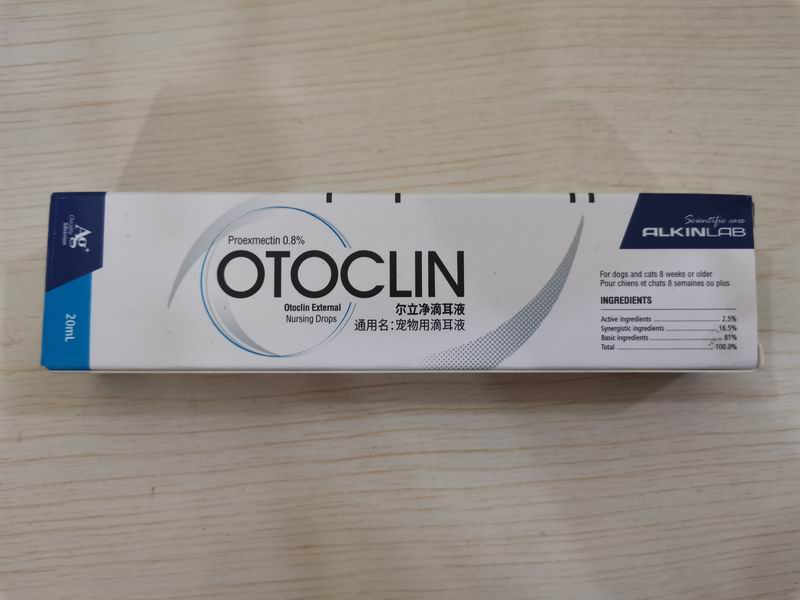 Ag+
Quality
Selection
20mL
Proexmectin 0.8%
OTOCLIN
Otoclin External
Nursing Drops
尔立净滴耳液
通用名：宠物用滴耳液
Scientific care
ALKINLAB
For dogs and cats 8 weeks or older
Pour chiens et chats 8 semaines ou plus
INGREDIENTS
Active ingredients ........ 2.5%
Synergistic ingredients ........ 16.5%
Basic ingredients ........ 81%
Total ........ 100.0%